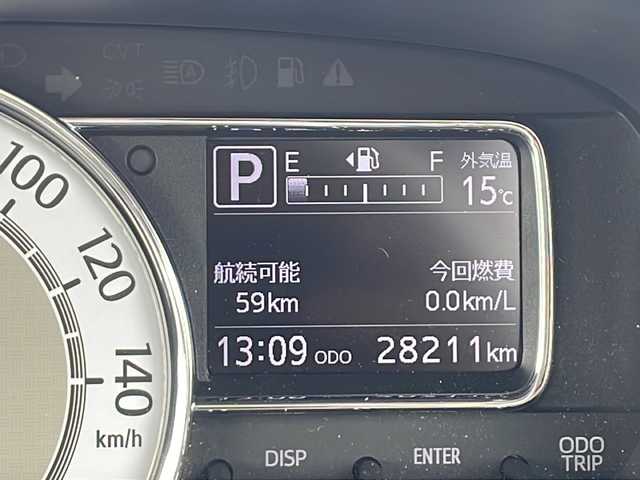 CVT
P E F 外気温
15℃
航続可能 今回燃費
59km 0.0km/L
13:09 ODO 28211km
100
120
140
km/h
DISP ENTER ODO
TRIP